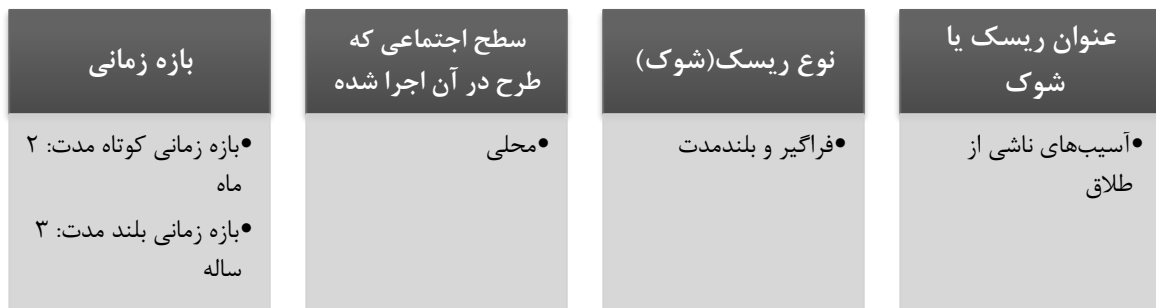 عنوان ریسک یا
شوک
•آسیب‌های ناشی از
طلاق
نوع ریسک(شوک)
•فراگیر و بلندمدت
سطح اجتماعی که
طرح در آن اجرا شده
•محلی
بازه زمانی
•بازه زمانی کوتاه مدت: ۲
ماه
•بازه زمانی بلند مدت: ۳
ساله